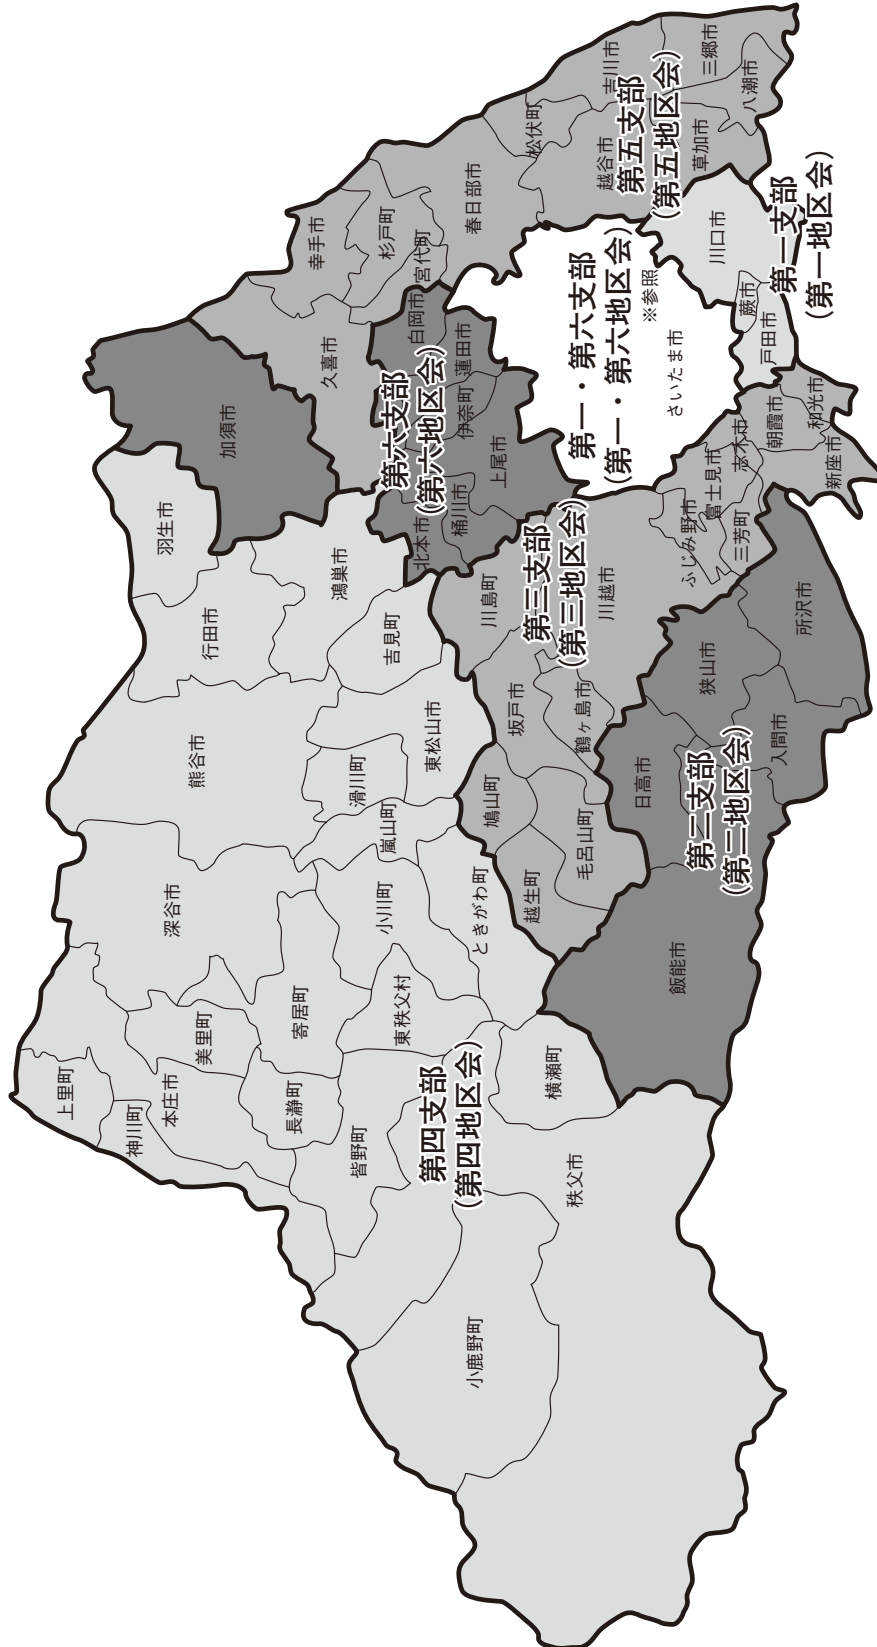 第四支部
(第四地区会)
秩父市
小鹿野町
皆野町
長瀞町
横瀬町
東秩父村
上里町
神川町
本庄市
美里町
寄居町
深谷市
小川町
ときがわ町
嵐山町
滑川町
東松山市
熊谷市
吉見町
行田市
鴻巣市
羽生市
第六支部
(第六地区会)
加須市
北本市
桶川市
上尾市
伊奈町
蓮田市
白岡市
第三支部
(第三地区会)
越生町
毛呂山町
鳩山町
坂戸市
鶴ヶ島市
川島町
川越市
ふじみ野市
富士見市
三芳町
志木市
朝霞市
和光市
新座市
第二支部
(第二地区会)
飯能市
日高市
狭山市
入間市
所沢市
第一・第六支部
(第一・第六地区会)
※参照
さいたま市
第一支部
(第一地区会)
川口市
蕨市
戸田市
第五支部
(第五地区会)
久喜市
幸手市
杉戸町
宮代町
春日部市
松伏町
越谷市
吉川市
三郷市
八潮市
草加市